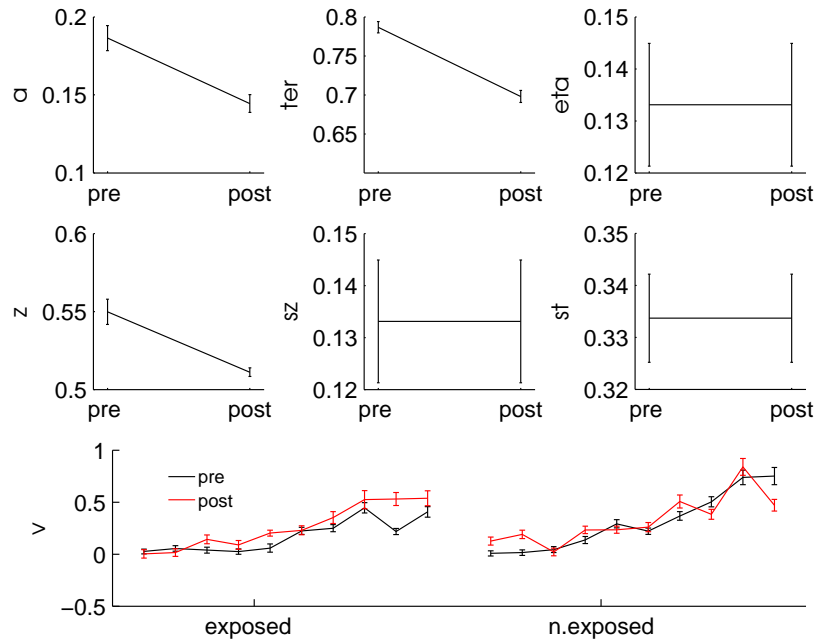 0.2
0.15
0.1
a
pre
post
0.8
0.7
0.65
ter
pre
post
0.15
0.14
0.13
0.12
eta
pre
post
0.6
0.55
0.5
z
pre
post
0.15
0.14
0.13
0.12
sz
pre
post
0.35
0.34
0.33
0.32
st
pre
post
1
0.5
0
−0.5
v
pre
post
exposed
n.exposed